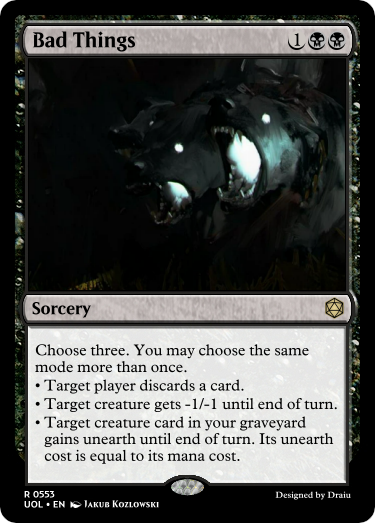 Bad Things 1
Sorcery
Choose three. You may choose the same
mode more than once.
• Target player discards a card.
• Target creature gets -1/-1 until end of turn.
• Target creature card in your graveyard
gains unearth until end of turn. Its unearth
cost is equal to its mana cost.
R 0553
UOL • EN Jakub Kozlowski
Designed by Draiu